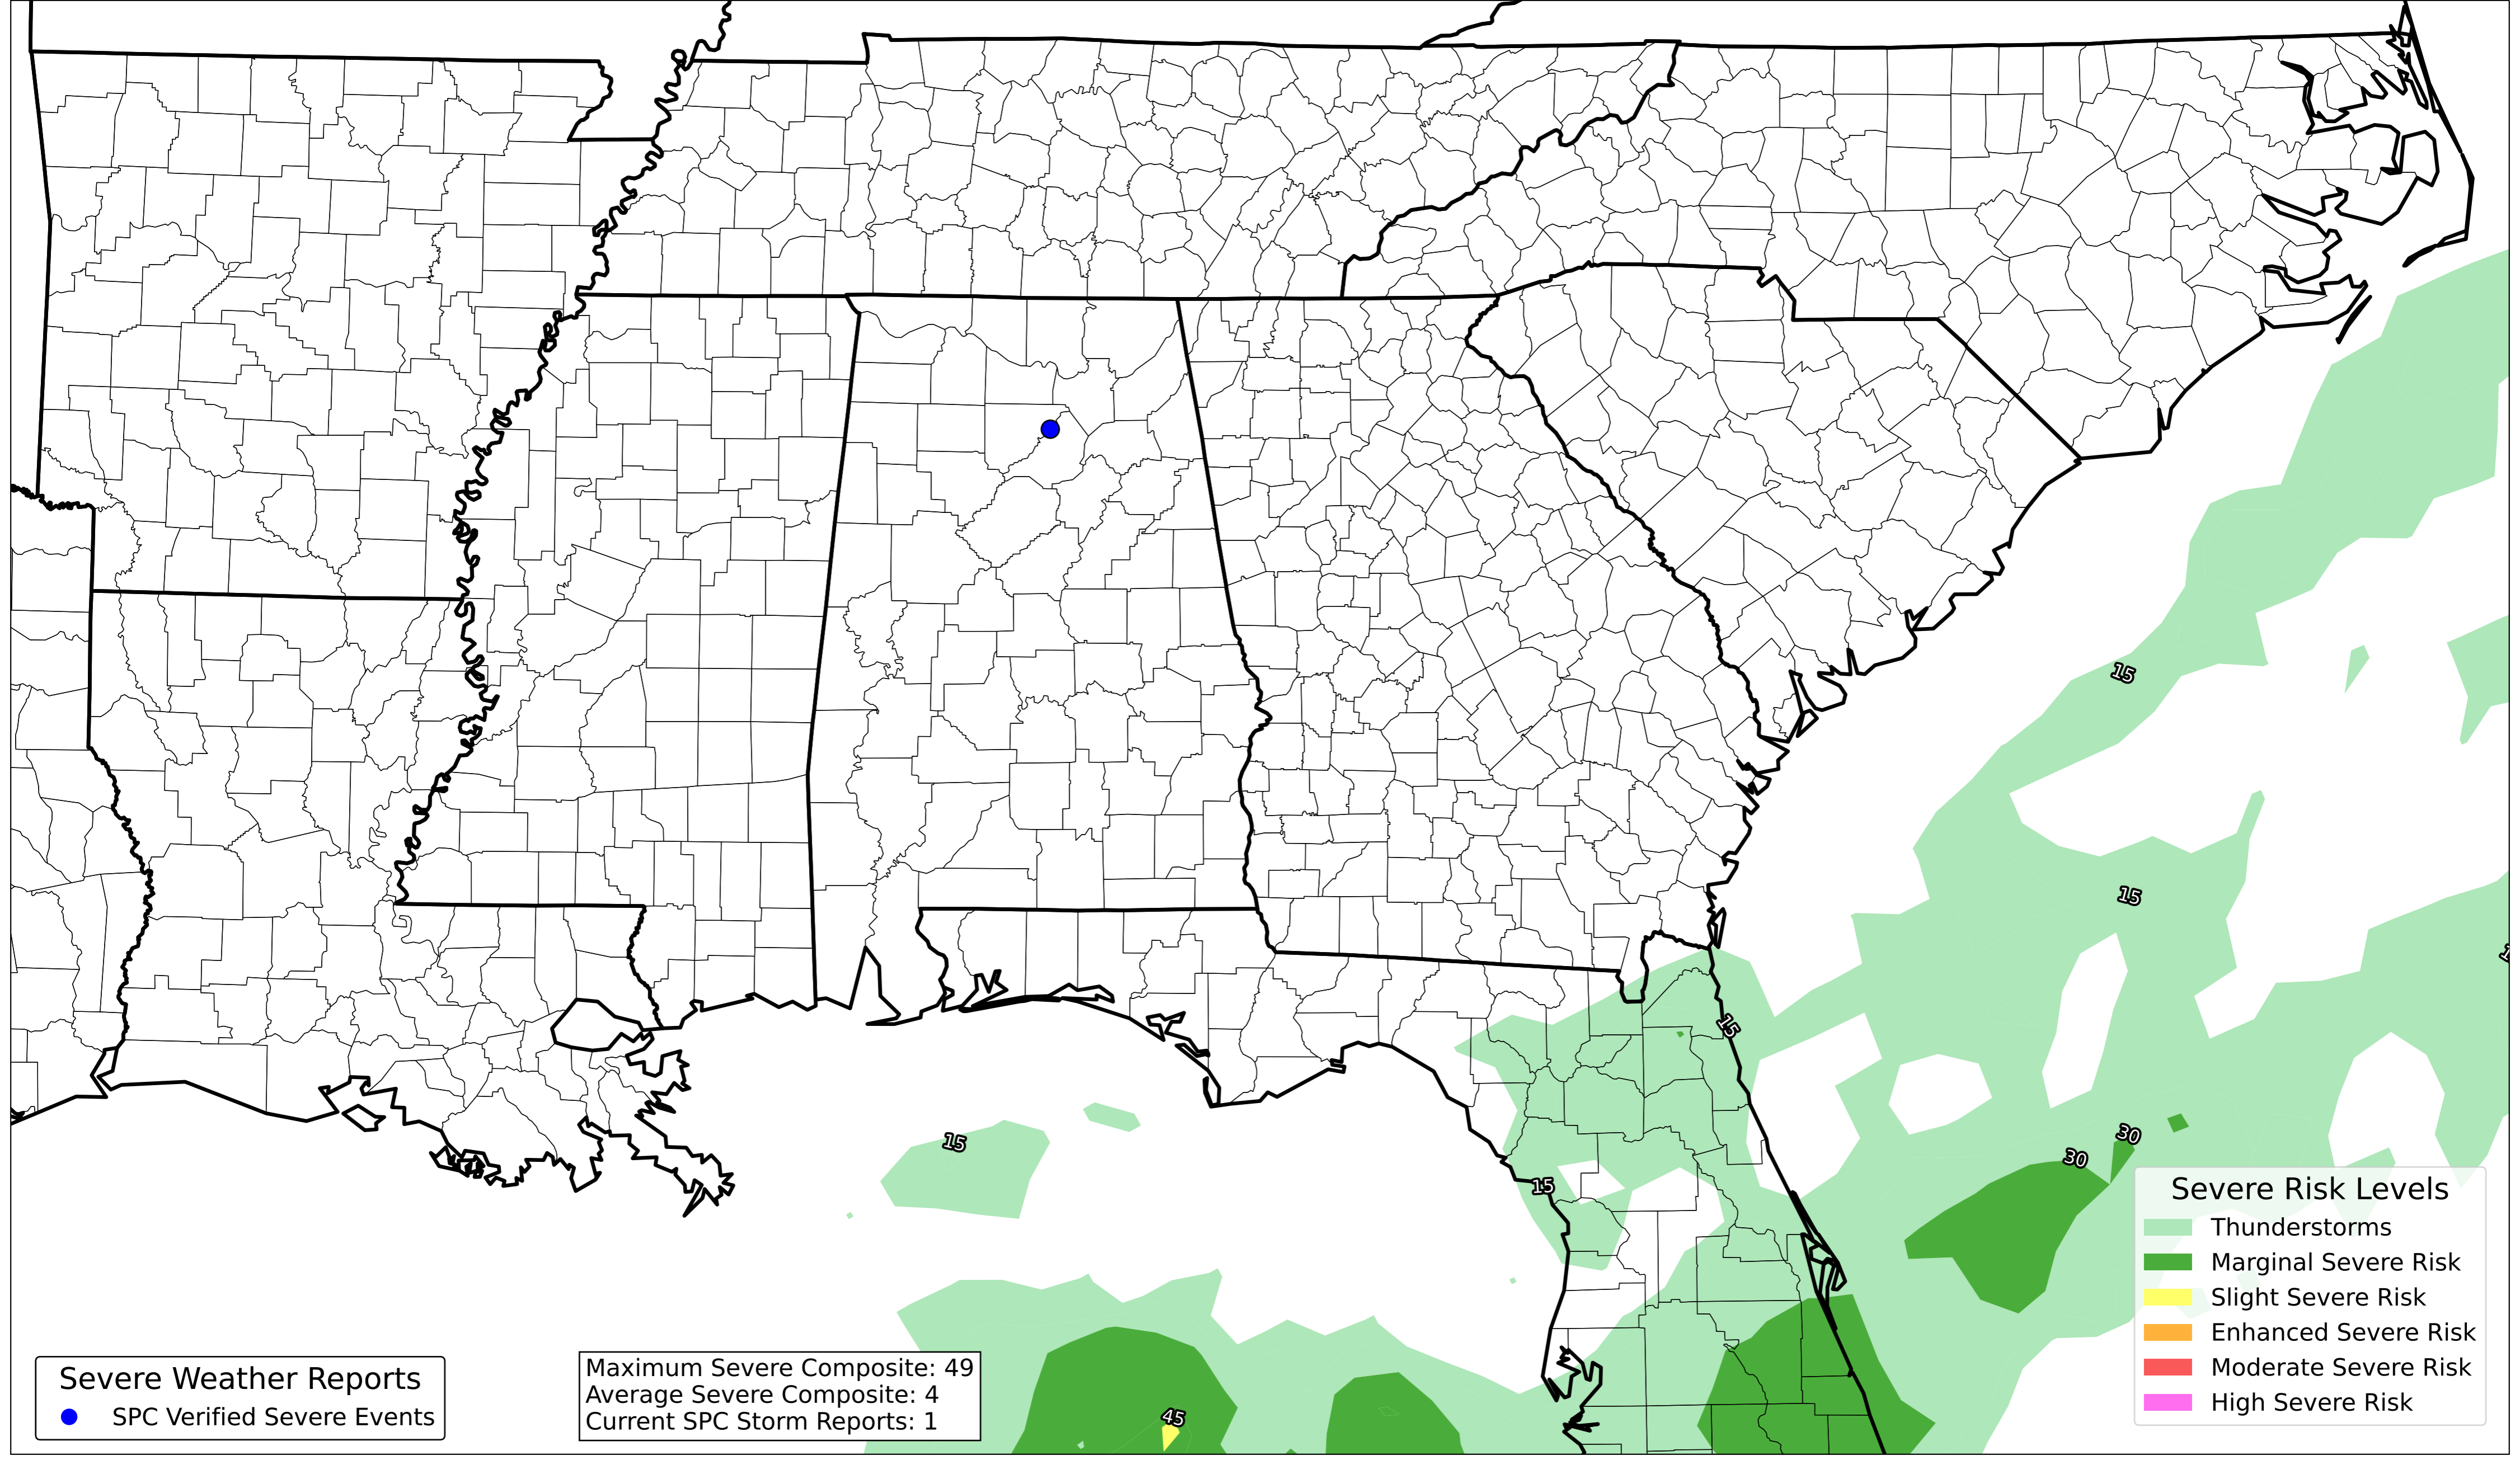 15
15
15
15
30
30
15
15
45
Severe Risk Levels
Thunderstorms
Marginal Severe Risk
Slight Severe Risk
Enhanced Severe Risk
Moderate Severe Risk
High Severe Risk
Severe Weather Reports
SPC Verified Severe Events
Maximum Severe Composite: 49
Average Severe Composite: 4
Current SPC Storm Reports: 1